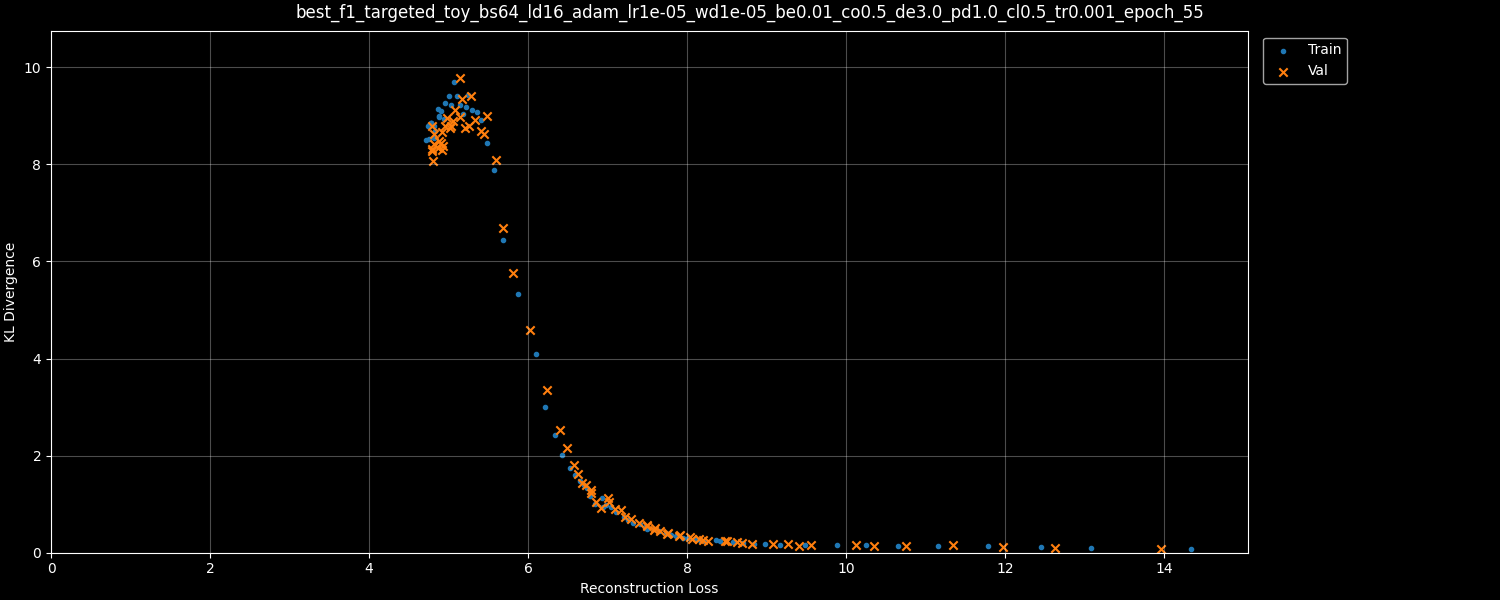 best_f1_targeted_toy_bs64_ld16_adam_lr1e-05_wd1e-05_be0.01_co0.5_de3.0_pd1.0_cl0.5_tr0.001_epoch_55
Train
Val
10
8
6
4
2
0
KL Divergence
0 2 4 6 8 10 12 14
Reconstruction Loss